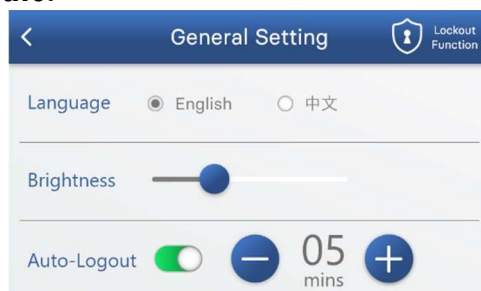 General Setting
Lockout
Function
Language
English
中文
Brightness
Auto-Logout
05
mins